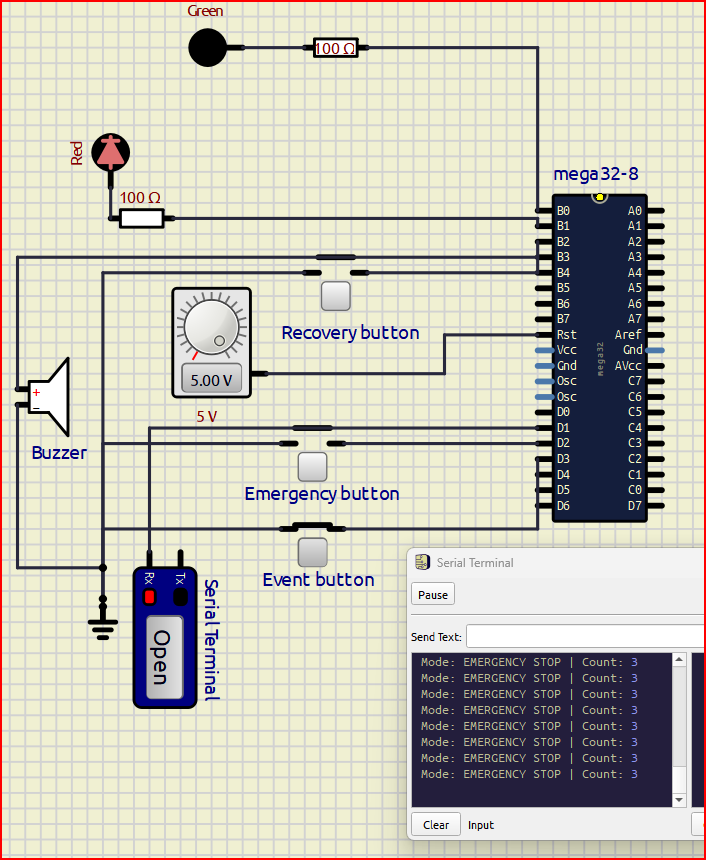 Green
100 Ω
Red
100 Ω
mega32-8
B0 A0
B1 A1
B2 A2
B3 A3
B4 A4
B5 A5
B6 A6
B7 A7
Rst Aref
Vcc Gnd
Gnd AVcc
Osc C7
Osc C6
D0 C5
D1 C4
D2 C3
D3 C2
D4 C1
D5 C0
D6 D7
mega32
Recovery button
5.00 V
5 V
+
−
Buzzer
Emergency button
Event button
Rx Tx
Open
Serial Terminal
Serial Terminal
Pause
Send Text:
Mode: EMERGENCY STOP | Count: 3
Mode: EMERGENCY STOP | Count: 3
Mode: EMERGENCY STOP | Count: 3
Mode: EMERGENCY STOP | Count: 3
Mode: EMERGENCY STOP | Count: 3
Mode: EMERGENCY STOP | Count: 3
Mode: EMERGENCY STOP | Count: 3
Mode: EMERGENCY STOP | Count: 3
Clear Input